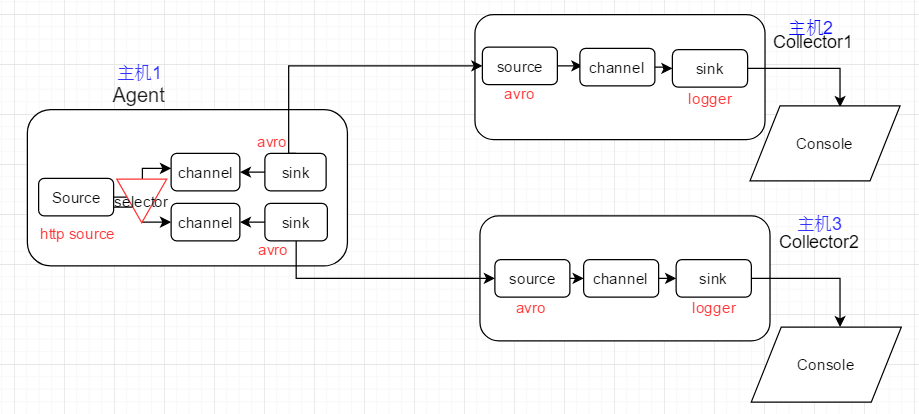 主机1
Agent
Source
http source
selector
channel
avro
sink
channel
sink
avro
主机2
Collector1
source
avro
channel
sink
logger
Console
主机3
Collector2
source
avro
channel
sink
logger
Console